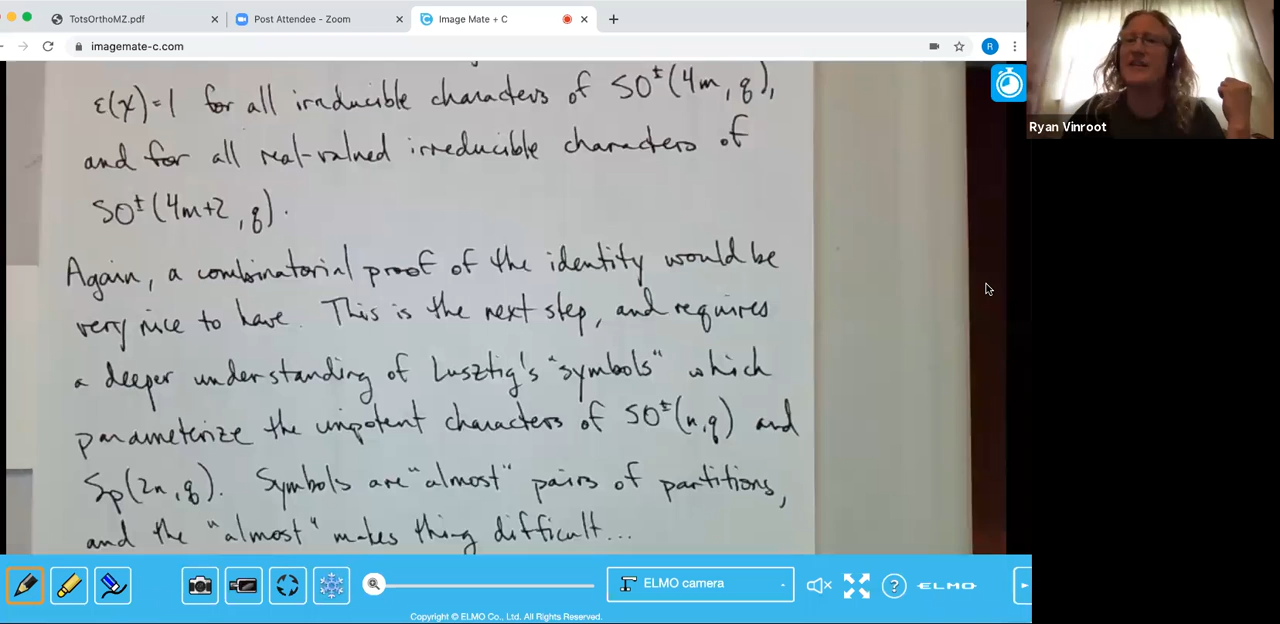 TotsOrthoMZ.pdf
Post Attendee - Zoom
Image Mate + C
imagemate-c.com
R
ε(χ)=1 for all irreducible characters of SO±(4m, q),
and for all real-valued irreducible characters of
SO±(4m+2, q).
Again, a combinatorial proof of the identity would be
very nice to have. This is the next step, and requires
a deeper understanding of Lusztig's "symbols" which
parameterize the unipotent characters of SO±(n,q) and
Sp(2n, q). Symbols are "almost" pairs of partitions,
and the "almost" makes thing difficult...
Ryan Vinroot
ELMO camera
ELMO
Copyright © ELMO Co., Ltd. All Rights Reserved.